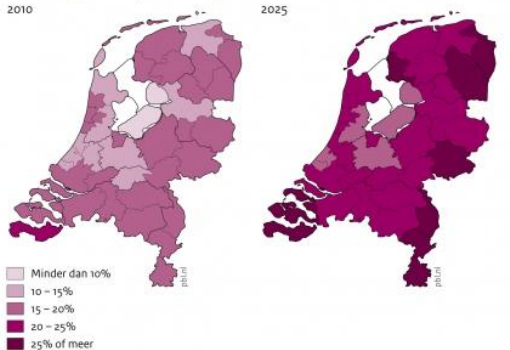 2010
2025
Minder dan 10%
10 – 15%
15 – 20%
20 – 25%
25% of meer
pbl.nl
pbl.nl